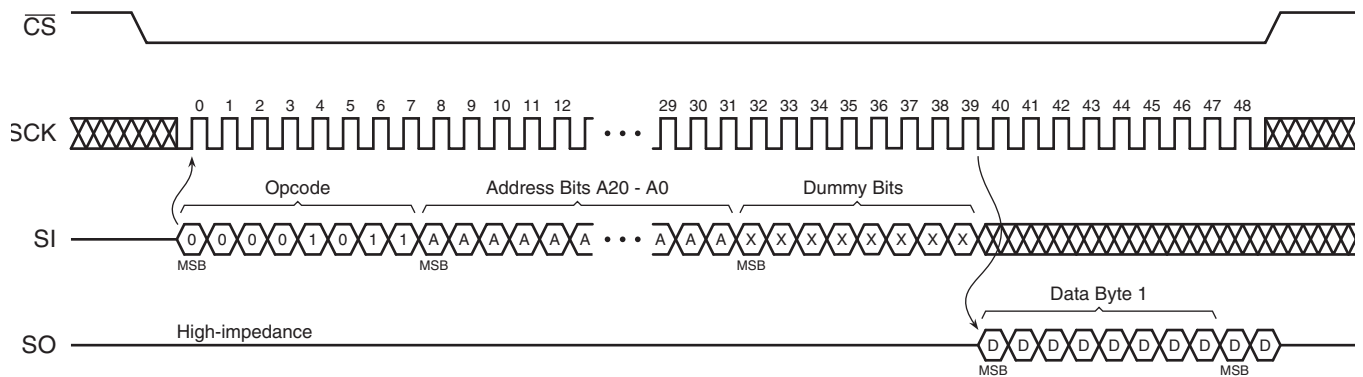 CS
0 1 2 3 4 5 6 7 8 9 10 11 12 29 30 31 32 33 34 35 36 37 38 39 40 41 42 43 44 45 46 47 48
SCK
Opcode Address Bits A20 - A0 Dummy Bits
SI 0 0 0 0 1 0 1 1 A A A A A A A A A X X X X X X X X
MSB MSB MSB
Data Byte 1
High-impedance
SO D D D D D D D D D D
MSB MSB